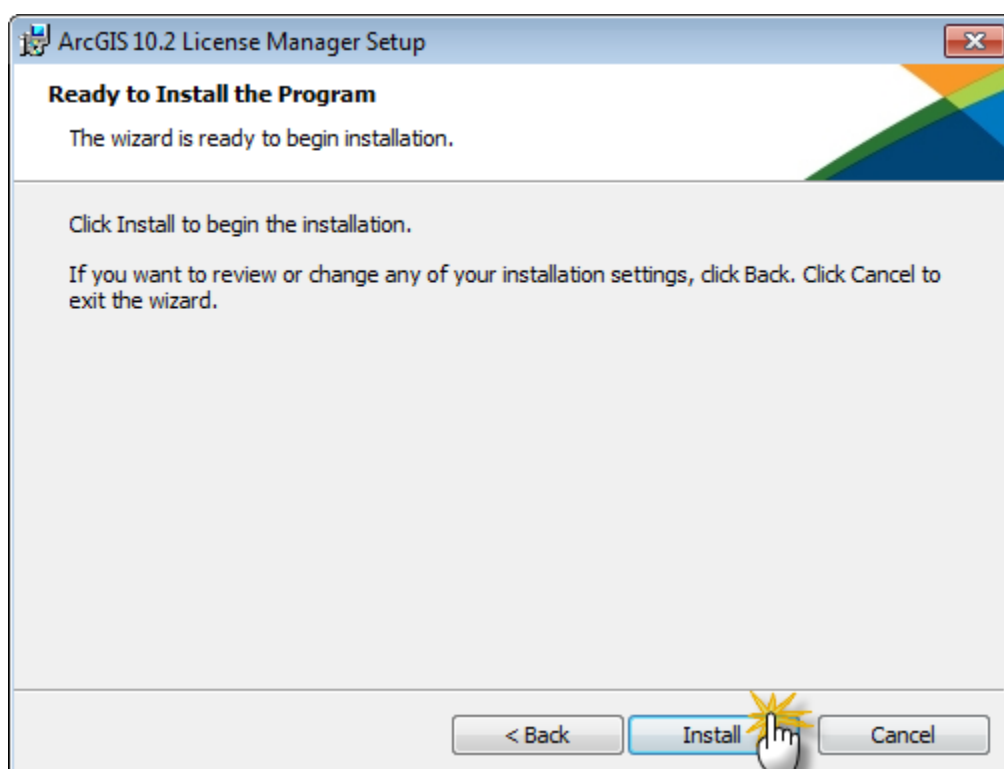 ArcGIS 10.2 License Manager Setup
Ready to Install the Program
The wizard is ready to begin installation.
Click Install to begin the installation.
If you want to review or change any of your installation settings, click Back. Click Cancel to
exit the wizard.
< Back
Install
Cancel